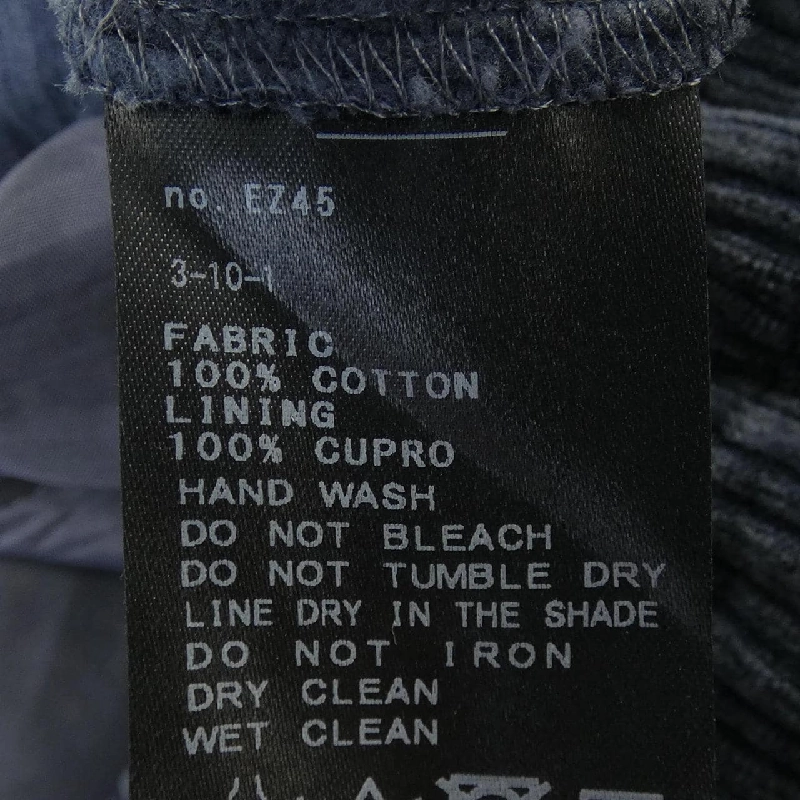 no. EZ45
3-10-1
FABRIC
100% COTTON
LINING
100% CUPRO
HAND WASH
DO NOT BLEACH
DO NOT TUMBLE DRY
LINE DRY IN THE SHADE
DO NOT IRON
DRY CLEAN
WET CLEAN